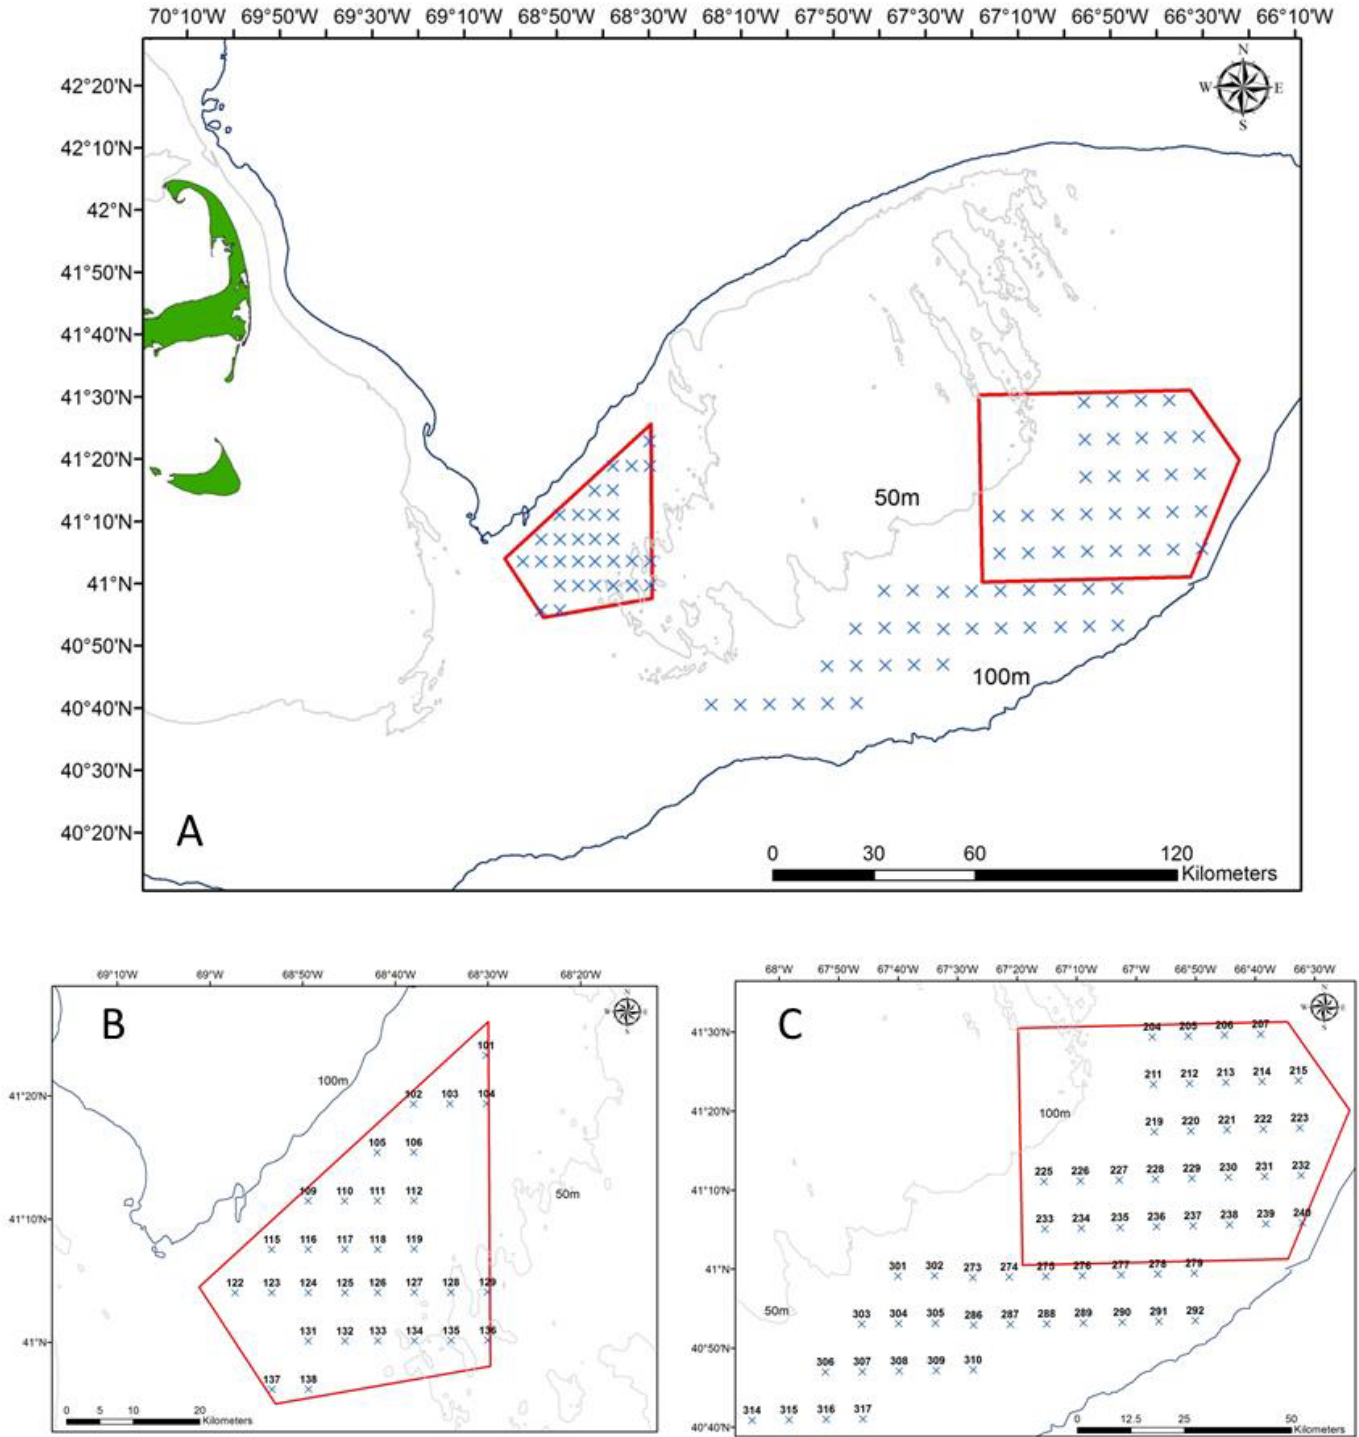 70°10'W 69°50'W 69°30'W 69°10'W 68°50'W 68°30'W 68°10'W 67°50'W 67°30'W 67°10'W 66°50'W 66°30'W 66°10'W
N
W E
S
42°20'N
42°10'N
42°N
41°50'N
41°40'N
41°30'N
41°20'N
41°10'N
41°N
40°50'N
40°40'N
40°30'N
40°20'N
50m
100m
A
0 30 60 120
Kilometers
69°10'W 69°W 68°50'W 68°40'W 68°30'W 68°20'W
B
41°20'N
41°10'N
41°N
100m
50m
101
102 103 104
105 106
109 110 111 112
115 116 117 118 119
122 123 124 125 126 127 128 129
131 132 133 134 135 136
137 138
0 5 10 20
Kilometers
68°W 67°50'W 67°40'W 67°30'W 67°20'W 67°10'W 67°W 66°50'W 66°40'W 66°30'W
C
41°30'N
41°20'N
41°10'N
41°N
40°50'N
40°40'N
100m
50m
204 205 206 207
211 212 213 214 215
219 220 221 222 223
225 226 227 228 229 230 231 232
233 234 235 236 237 238 239 240
301 302 273 274 275 276 277 278 279
303 304 305 286 287 288 289 290 291 292
306 307 308 309 310
314 315 316 317
0 12.5 25 50
Kilometers